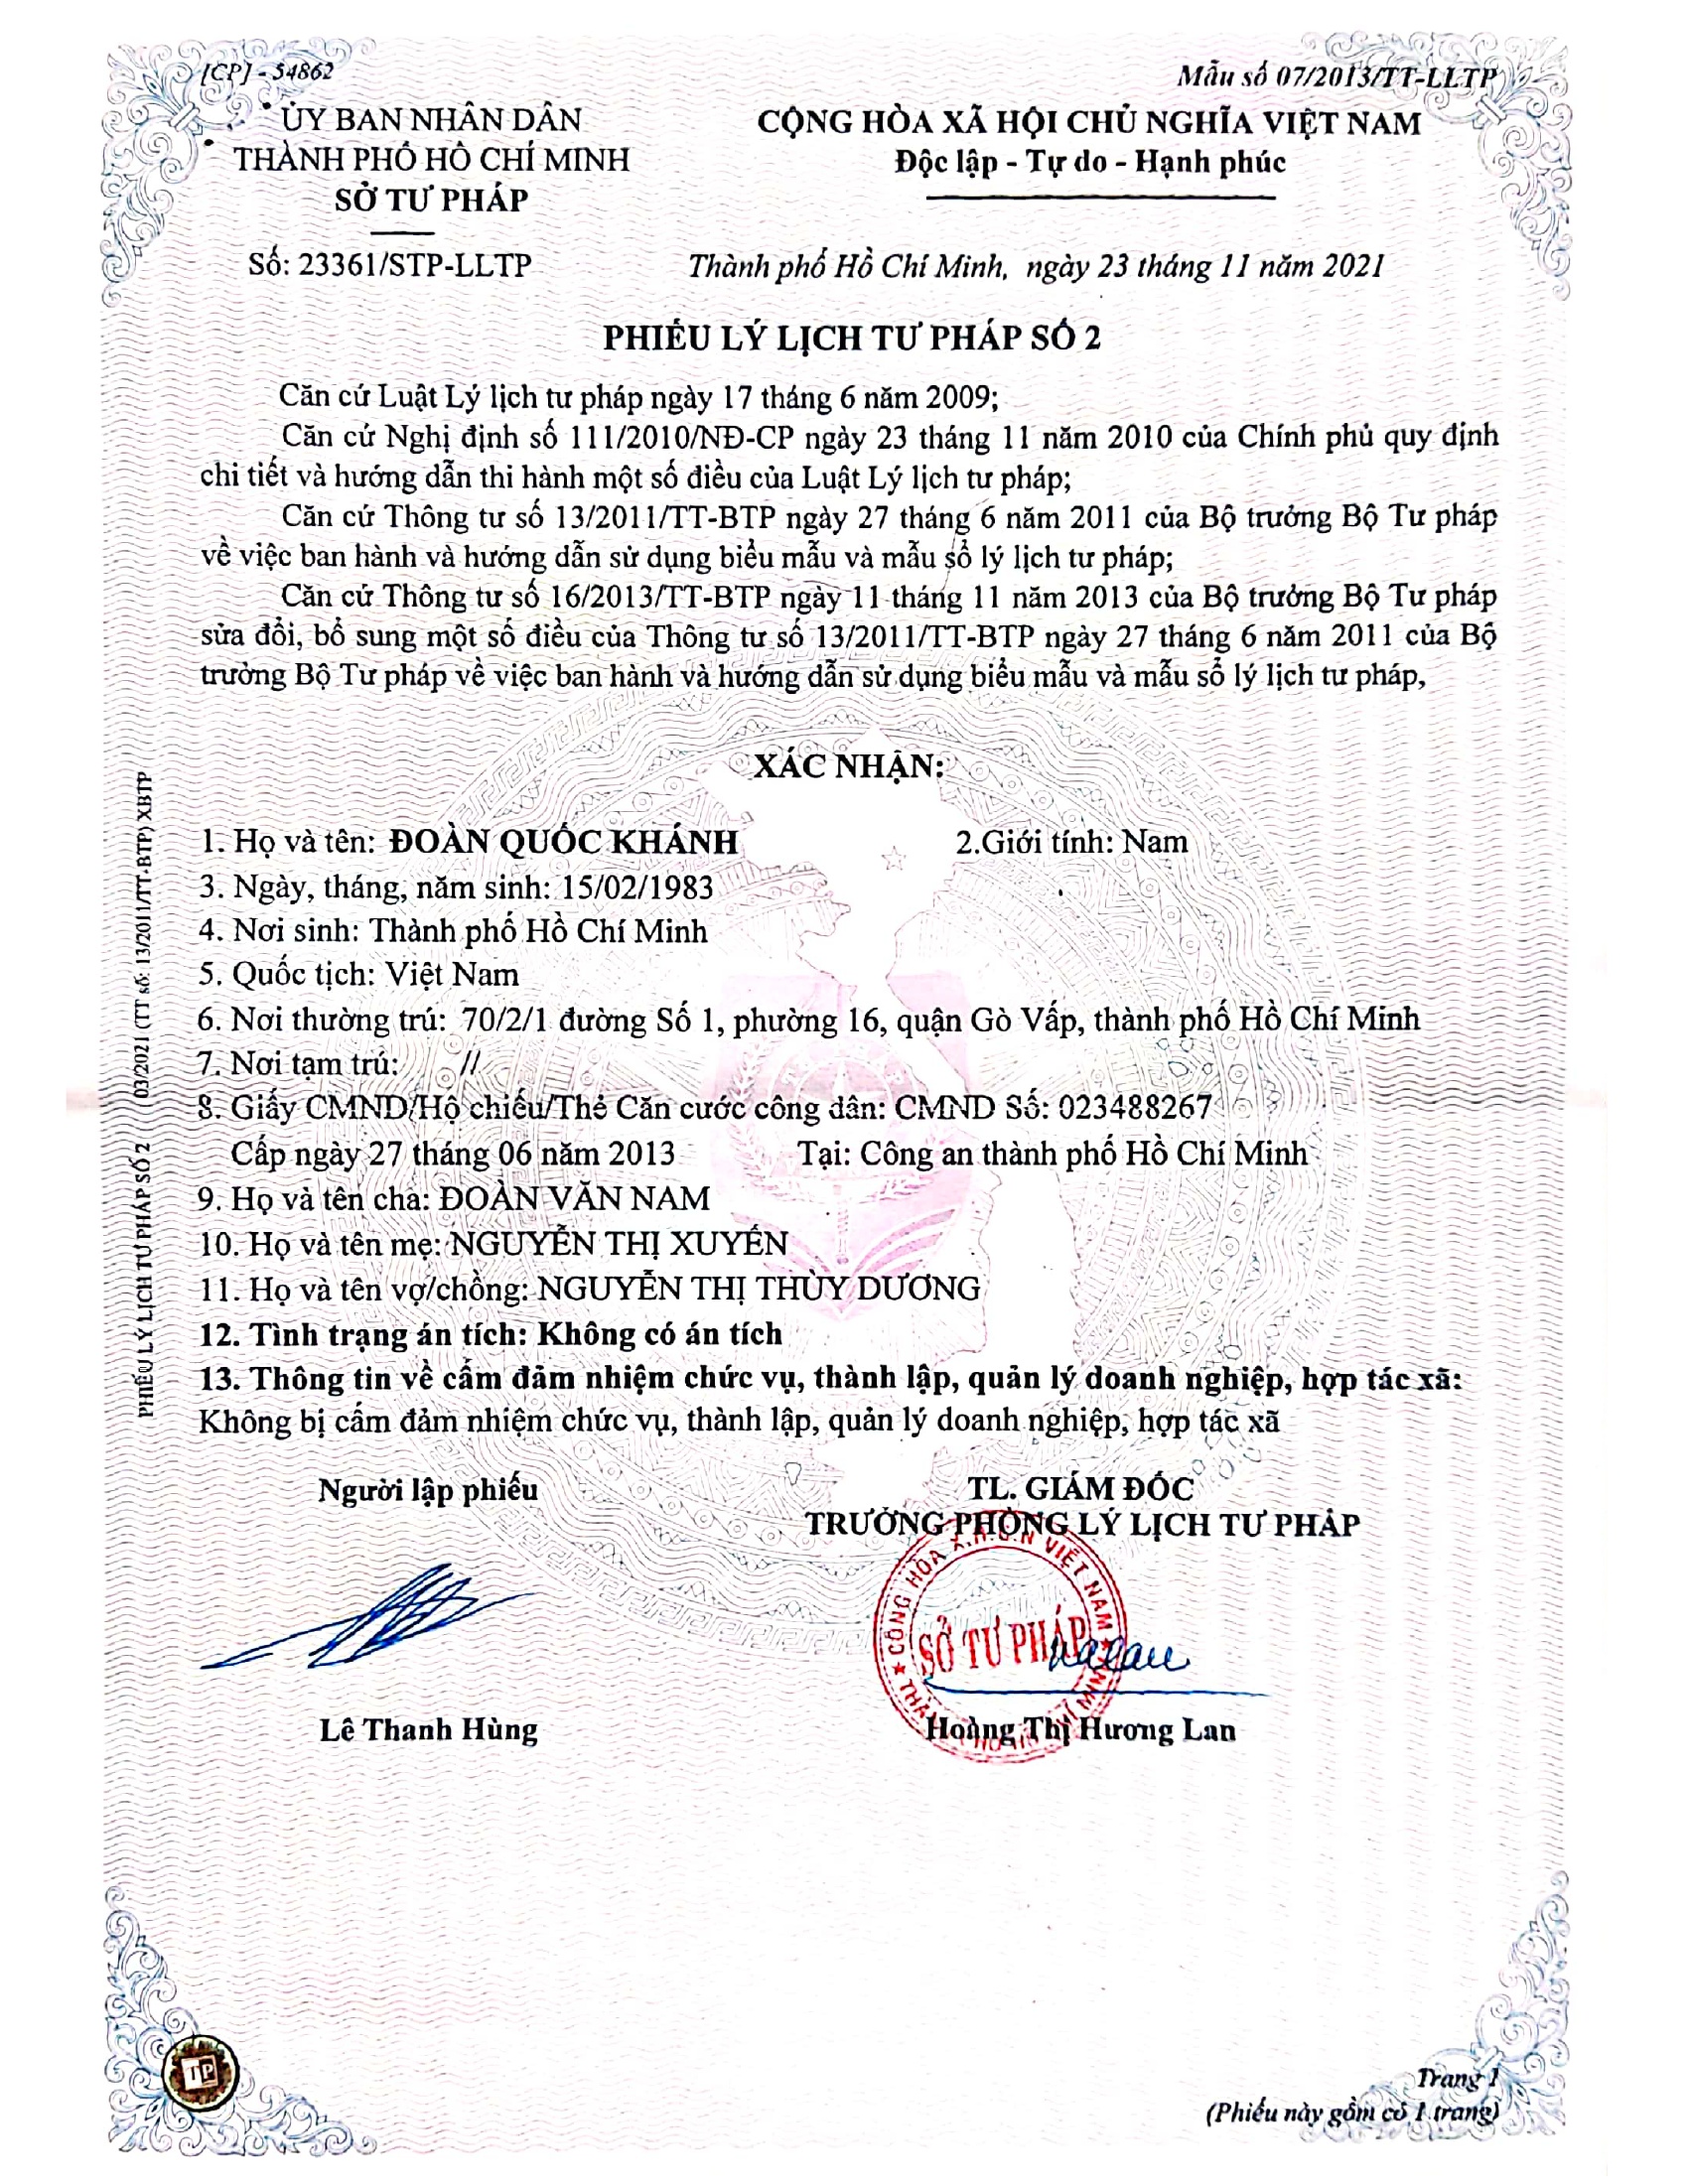 [CP] - 54862
Mẫu số 07/2013/TT-LLTP
ỦY BAN NHÂN DÂN
THÀNH PHỐ HỒ CHÍ MINH
SỞ TƯ PHÁP
CỘNG HÒA XÃ HỘI CHỦ NGHĨA VIỆT NAM
Độc lập - Tự do - Hạnh phúc
Số: 23361/STP-LLTP
Thành phố Hồ Chí Minh, ngày 23 tháng 11 năm 2021
PHIẾU LÝ LỊCH TƯ PHÁP SỐ 2
Căn cứ Luật Lý lịch tư pháp ngày 17 tháng 6 năm 2009;
Căn cứ Nghị định số 111/2010/NĐ-CP ngày 23 tháng 11 năm 2010 của Chính phủ quy định
chi tiết và hướng dẫn thi hành một số điều của Luật Lý lịch tư pháp;
Căn cứ Thông tư số 13/2011/TT-BTP ngày 27 tháng 6 năm 2011 của Bộ trưởng Bộ Tư pháp
về việc ban hành và hướng dẫn sử dụng biểu mẫu và mẫu sổ lý lịch tư pháp;
Căn cứ Thông tư số 16/2013/TT-BTP ngày 11 tháng 11 năm 2013 của Bộ trưởng Bộ Tư pháp
sửa đổi, bổ sung một số điều của Thông tư số 13/2011/TT-BTP ngày 27 tháng 6 năm 2011 của Bộ
trưởng Bộ Tư pháp về việc ban hành và hướng dẫn sử dụng biểu mẫu và mẫu sổ lý lịch tư pháp,
XÁC NHẬN:
1. Họ và tên: ĐOÀN QUỐC KHÁNH
2.Giới tính: Nam
3. Ngày, tháng, năm sinh: 15/02/1983
4. Nơi sinh: Thành phố Hồ Chí Minh
5. Quốc tịch: Việt Nam
6. Nơi thường trú: 70/2/1 đường Số 1, phường 16, quận Gò Vấp, thành phố Hồ Chí Minh
7. Nơi tạm trú: //
8. Giấy CMND/Hộ chiếu/Thẻ Căn cước công dân: CMND Số: 023488267
Cấp ngày 27 tháng 06 năm 2013 Tại: Công an thành phố Hồ Chí Minh
9. Họ và tên cha: ĐOÀN VĂN NAM
10. Họ và tên mẹ: NGUYỄN THỊ XUYẾN
11. Họ và tên vợ/chồng: NGUYỄN THỊ THÙY DƯƠNG
12. Tình trạng án tích: Không có án tích
13. Thông tin về cấm đảm nhiệm chức vụ, thành lập, quản lý doanh nghiệp, hợp tác xã:
Không bị cấm đảm nhiệm chức vụ, thành lập, quản lý doanh nghiệp, hợp tác xã
Người lập phiếu
TL. GIÁM ĐỐC
TRƯỞNG PHÒNG LÝ LỊCH TƯ PHÁP
CỘNG HÒA X.H.C.N VIỆT NAM
SỞ TƯ PHÁP
Lê Thanh Hùng
Hoàng Thị Hương Lan
PHIẾU LÝ LỊCH TƯ PHÁP SỐ 2 (03/2021 (TT số: 13/2011/TT-BTP) XBTP
TP
Trang 1
(Phiếu này gồm có 1 trang)